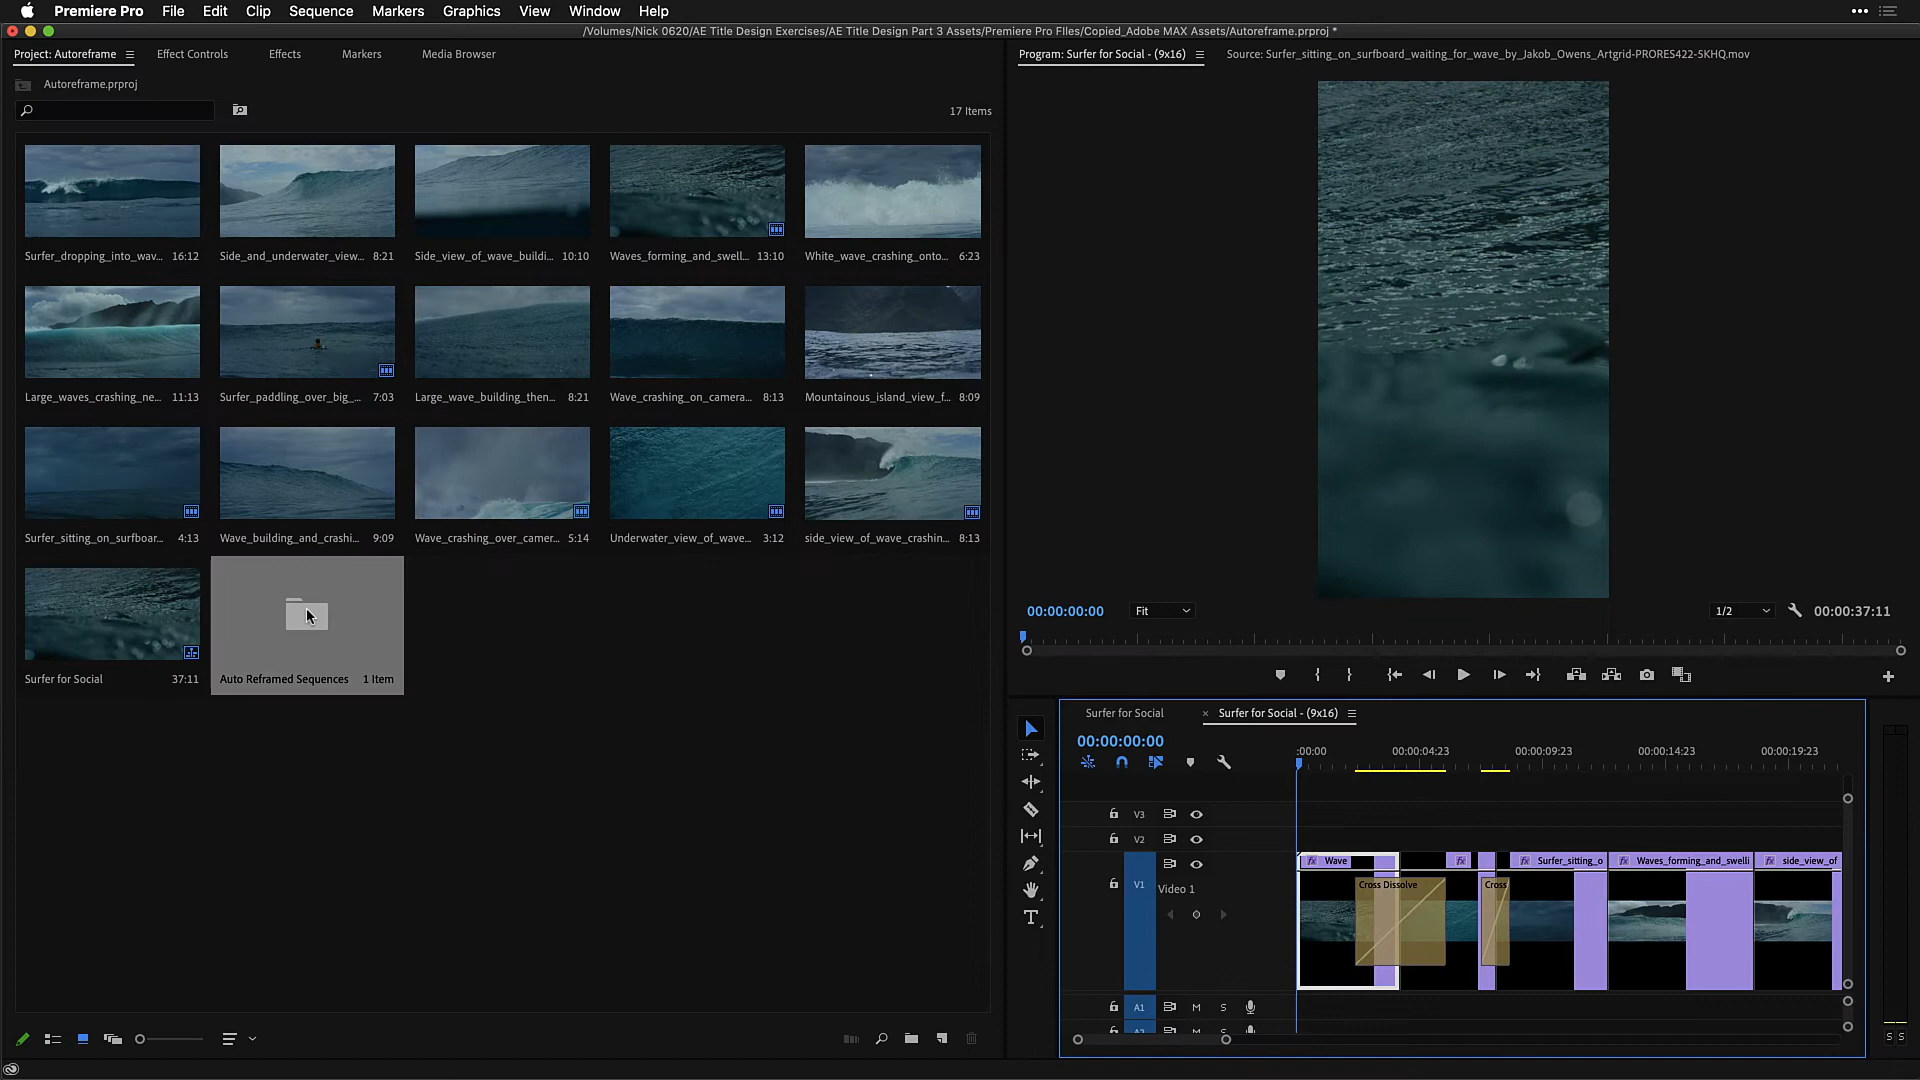 Premiere Pro File Edit Clip Sequence Markers Graphics View Window Help
/Volumes/Nick 0620/AE Title Design Exercises/AE Title Design Part 3 Assets/Premiere Pro FIles/Copied_Adobe MAX Assets/Autoreframe.prproj *
Project: Autoreframe Effect Controls Effects Markers Media Browser
Autoreframe.prproj
17 Items
Surfer_dropping_into_wav... 16:12 Side_and_underwater_view... 8:21 Side_view_of_wave_buildi... 10:10 Waves_forming_and_swell... 13:10 White_wave_crashing_onto... 6:23
Large_waves_crashing_ne... 11:13 Surfer_paddling_over_big_... 7:03 Large_wave_building_then... 8:21 Wave_crashing_on_camera... 8:13 Mountainous_island_view_f... 8:09
Surfer_sitting_on_surfboar... 4:13 Wave_building_and_crashi... 9:09 Wave_crashing_over_camer... 5:14 Underwater_view_of_wave... 3:12 side_view_of_wave_crashin... 8:13
Surfer for Social 37:11 Auto Reframed Sequences 1 Item
Program: Surfer for Social - (9x16) Source: Surfer_sitting_on_surfboard_waiting_for_wave_by_Jakob_Owens_Artgrid-PRORES422-5KHQ.mov
00:00:00:00 Fit 1/2 00:00:37:11
Surfer for Social × Surfer for Social - (9x16)
00:00:00:00
:00:00 00:00:04:23 00:00:09:23 00:00:14:23 00:00:19:23
V3
V2
fx Wave fx fx Surfer_sitting_o fx Waves_forming_and_swelli fx side_view_of
V1 Video 1
Cross Dissolve Cross
A1 M S
S S